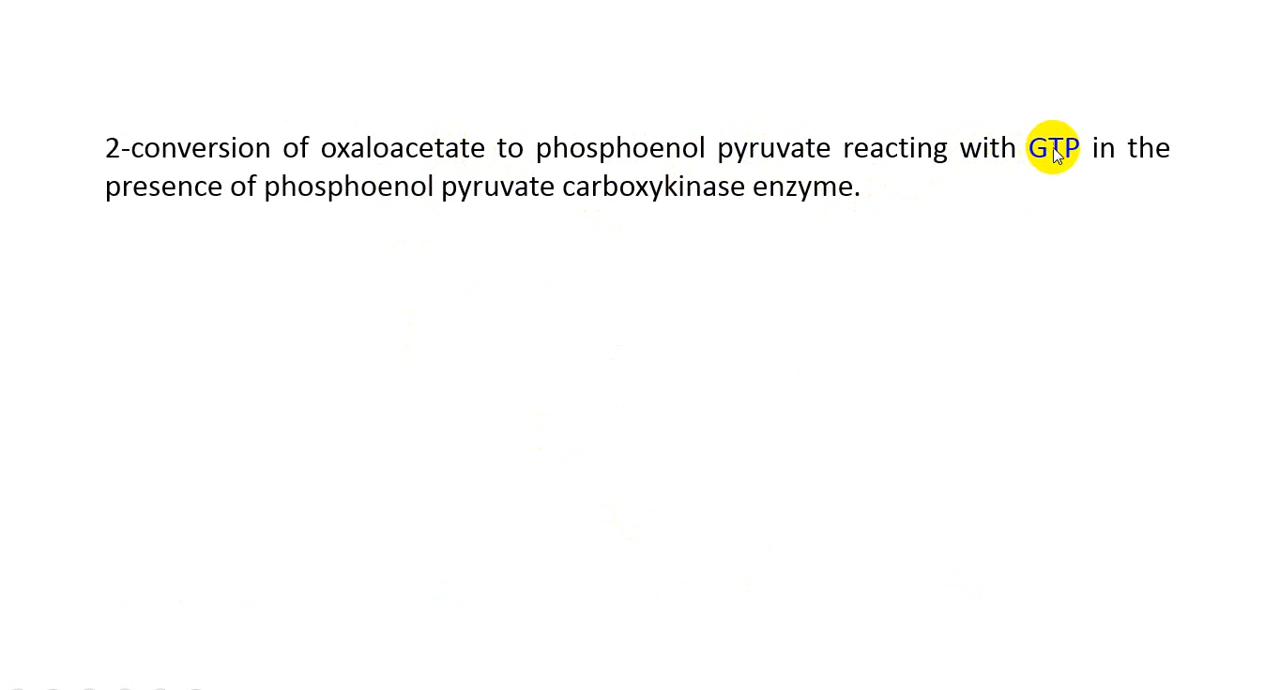 2-conversion of oxaloacetate to phosphoenol pyruvate reacting with GTP in the
presence of phosphoenol pyruvate carboxykinase enzyme.